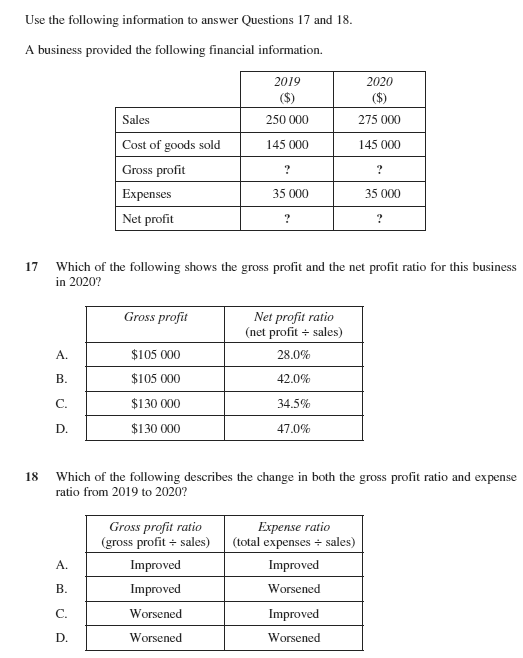 Use the following information to answer Questions 17 and 18.
A business provided the following financial information.
2019 2020
($) ($)
Sales 250 000 275 000
Cost of goods sold 145 000 145 000
Gross profit ? ?
Expenses 35 000 35 000
Net profit ? ?
17 Which of the following shows the gross profit and the net profit ratio for this business
in 2020?
Gross profit Net profit ratio
(net profit ÷ sales)
A. $105 000 28.0%
B. $105 000 42.0%
C. $130 000 34.5%
D. $130 000 47.0%
18 Which of the following describes the change in both the gross profit ratio and expense
ratio from 2019 to 2020?
Gross profit ratio Expense ratio
(gross profit ÷ sales) (total expenses ÷ sales)
A. Improved Improved
B. Improved Worsened
C. Worsened Improved
D. Worsened Worsened